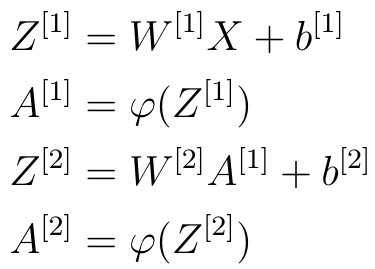 Z^{[1]} = W^{[1]}X + b^{[1]}
A^{[1]} = φ(Z^{[1]})
Z^{[2]} = W^{[2]}A^{[1]} + b^{[2]}
A^{[2]} = φ(Z^{[2]})